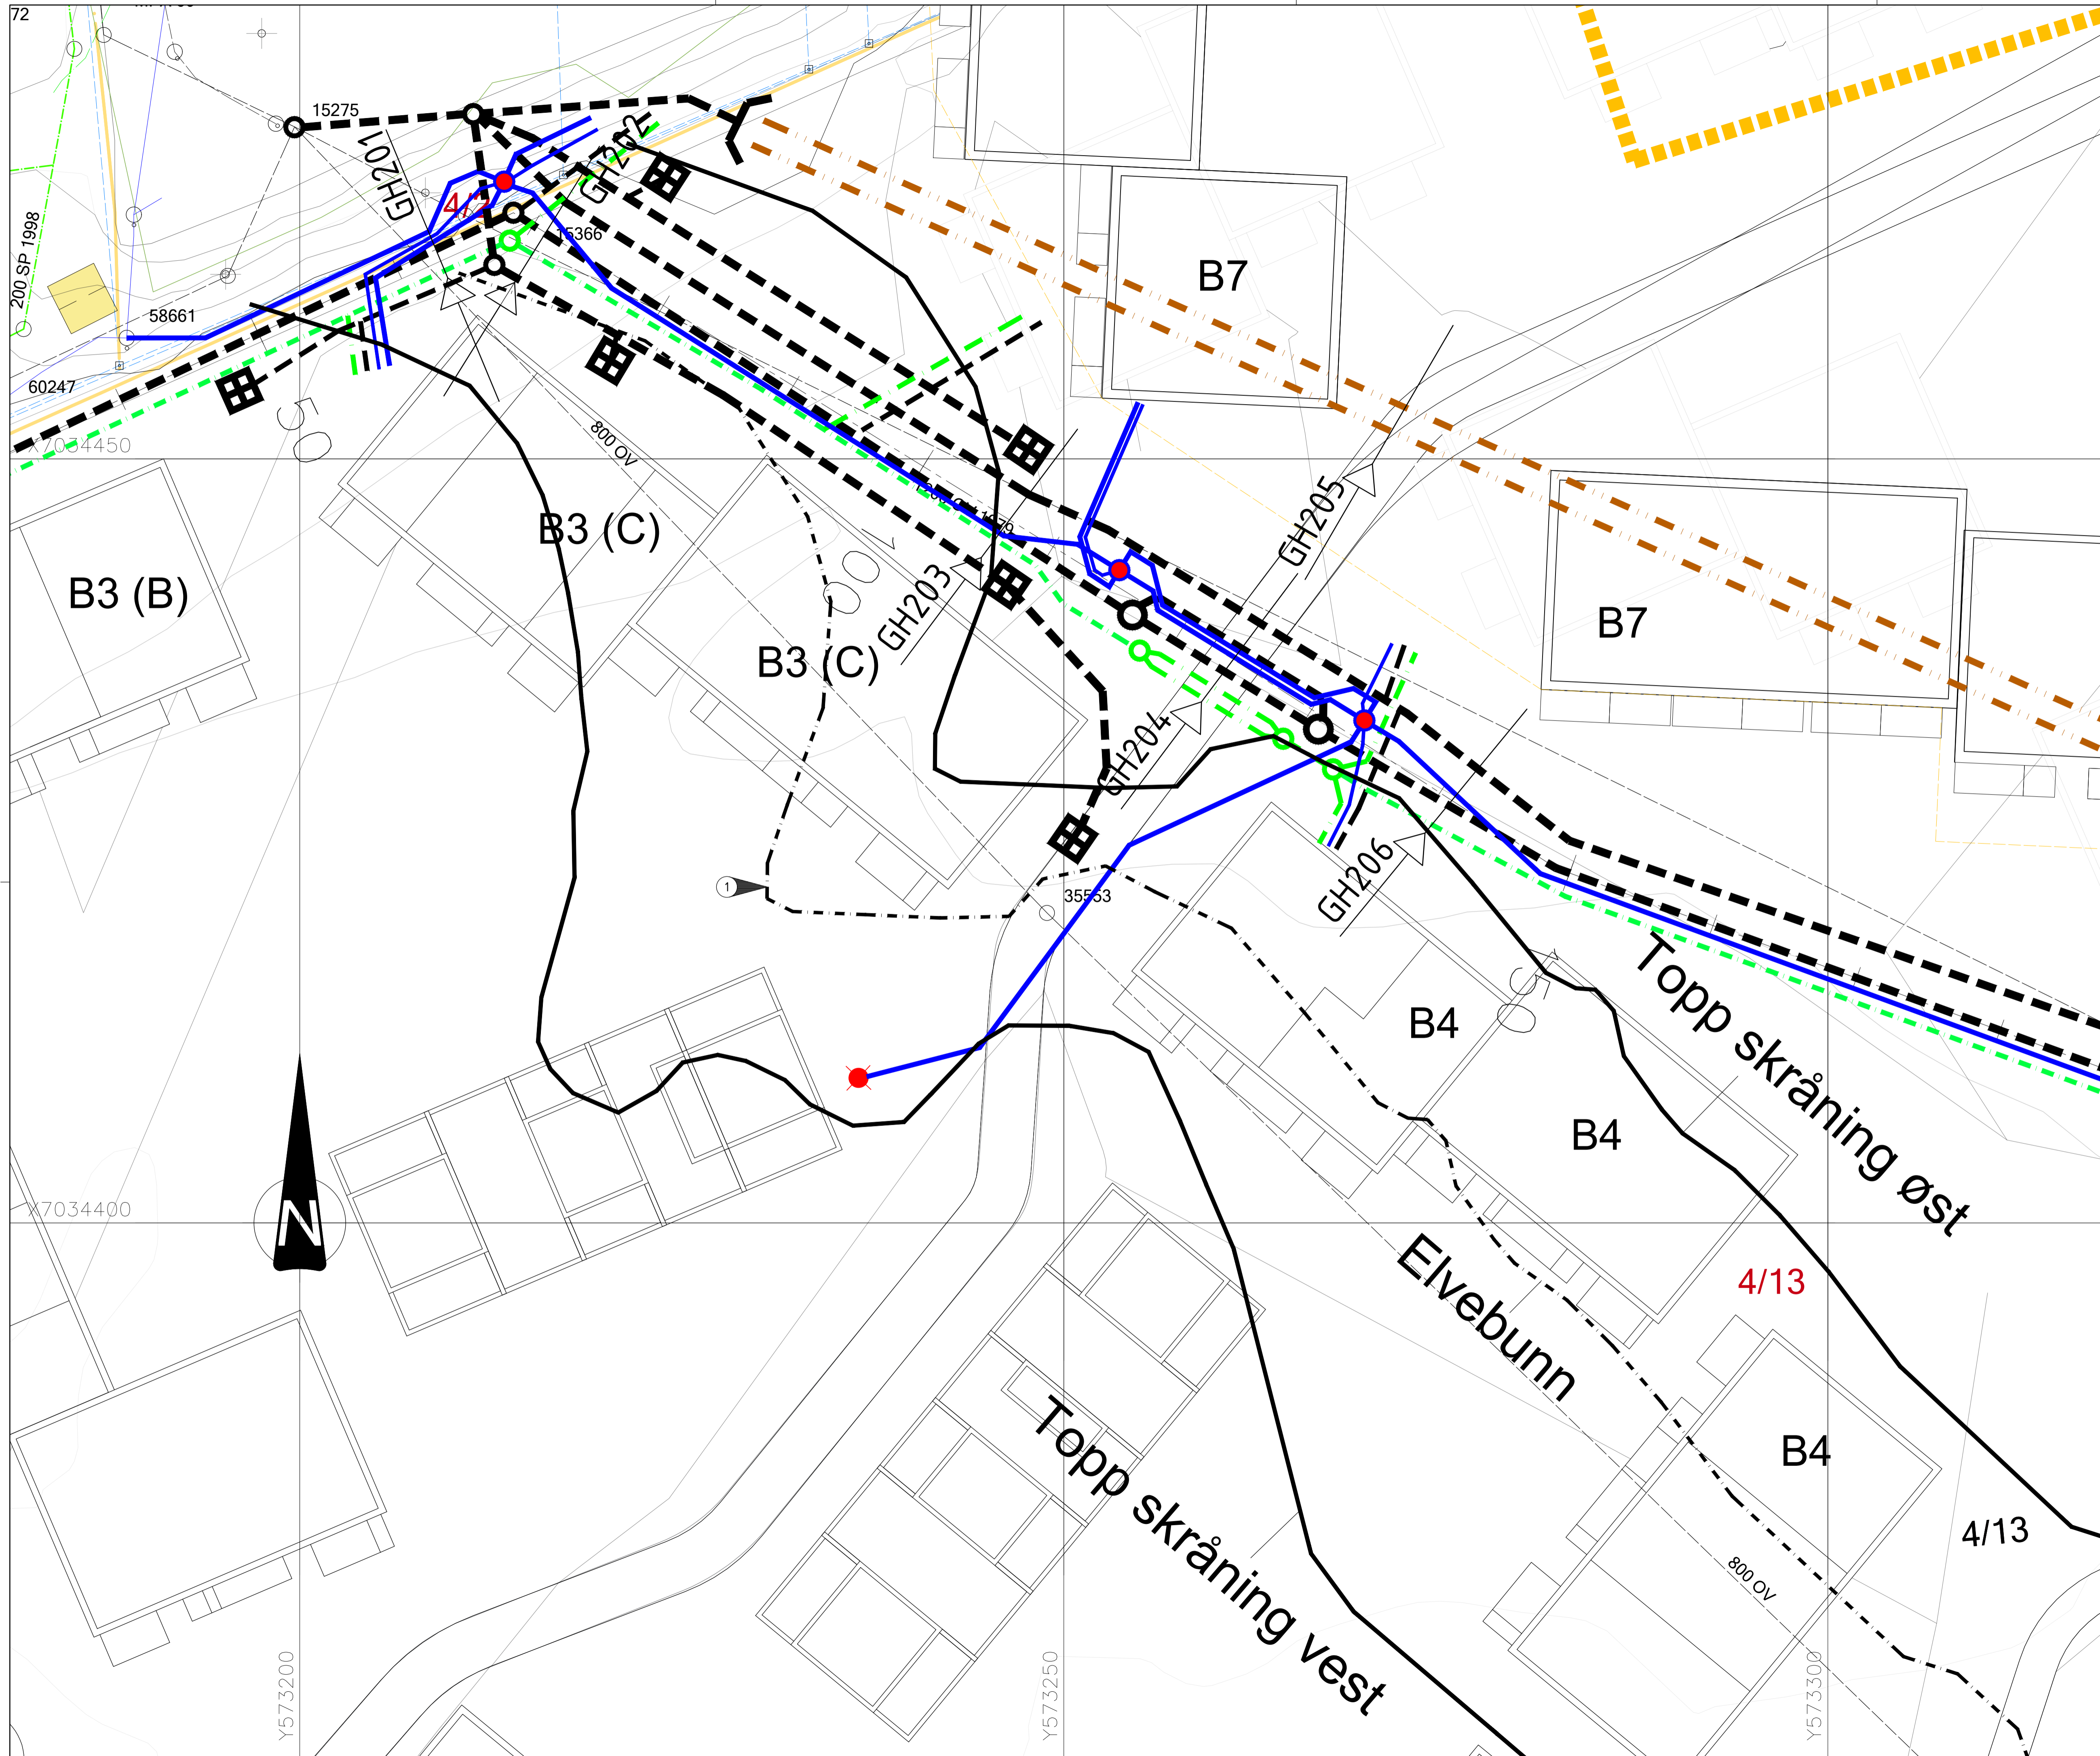 72
15275
GH201
GH202
4/2
15366
200 SP 1998
58661
60247
B7
X7034450
800 OV
B3 (C)
B3 (B)
B3 (C)
GH203
GH205
B7
GH204
GH206
1
35553
B4
B4
Topp skråning øst
X7034400
N
Elvebunn
4/13
B4
4/13
Topp skråning vest
800 OV
Y573200
Y573250
Y573300